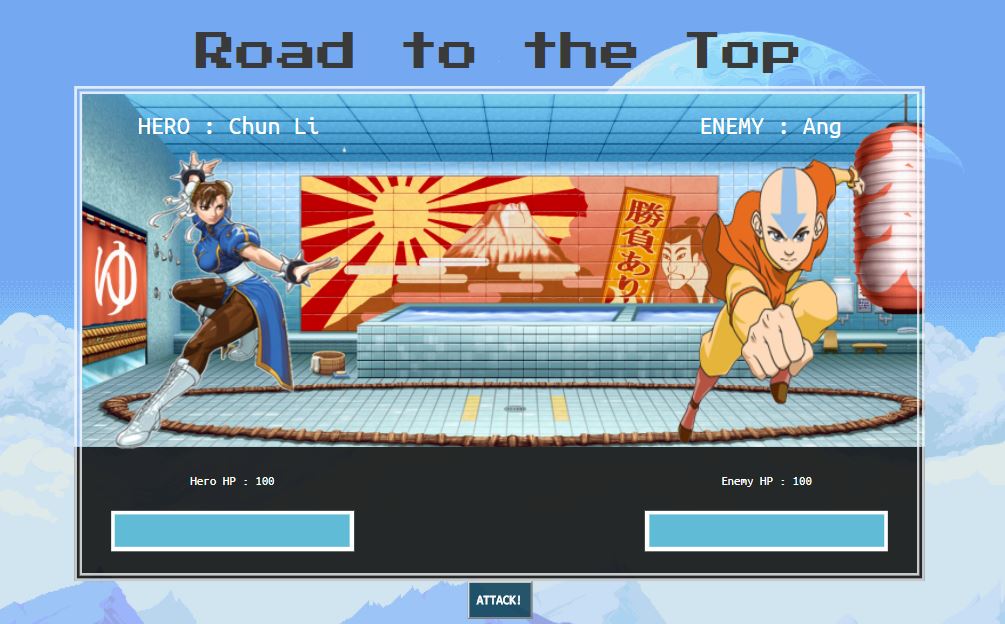 Road to the Top
HERO : Chun Li
ENEMY : Ang
勝負あり
ゆ
Hero HP : 100
Enemy HP : 100
ATTACK!